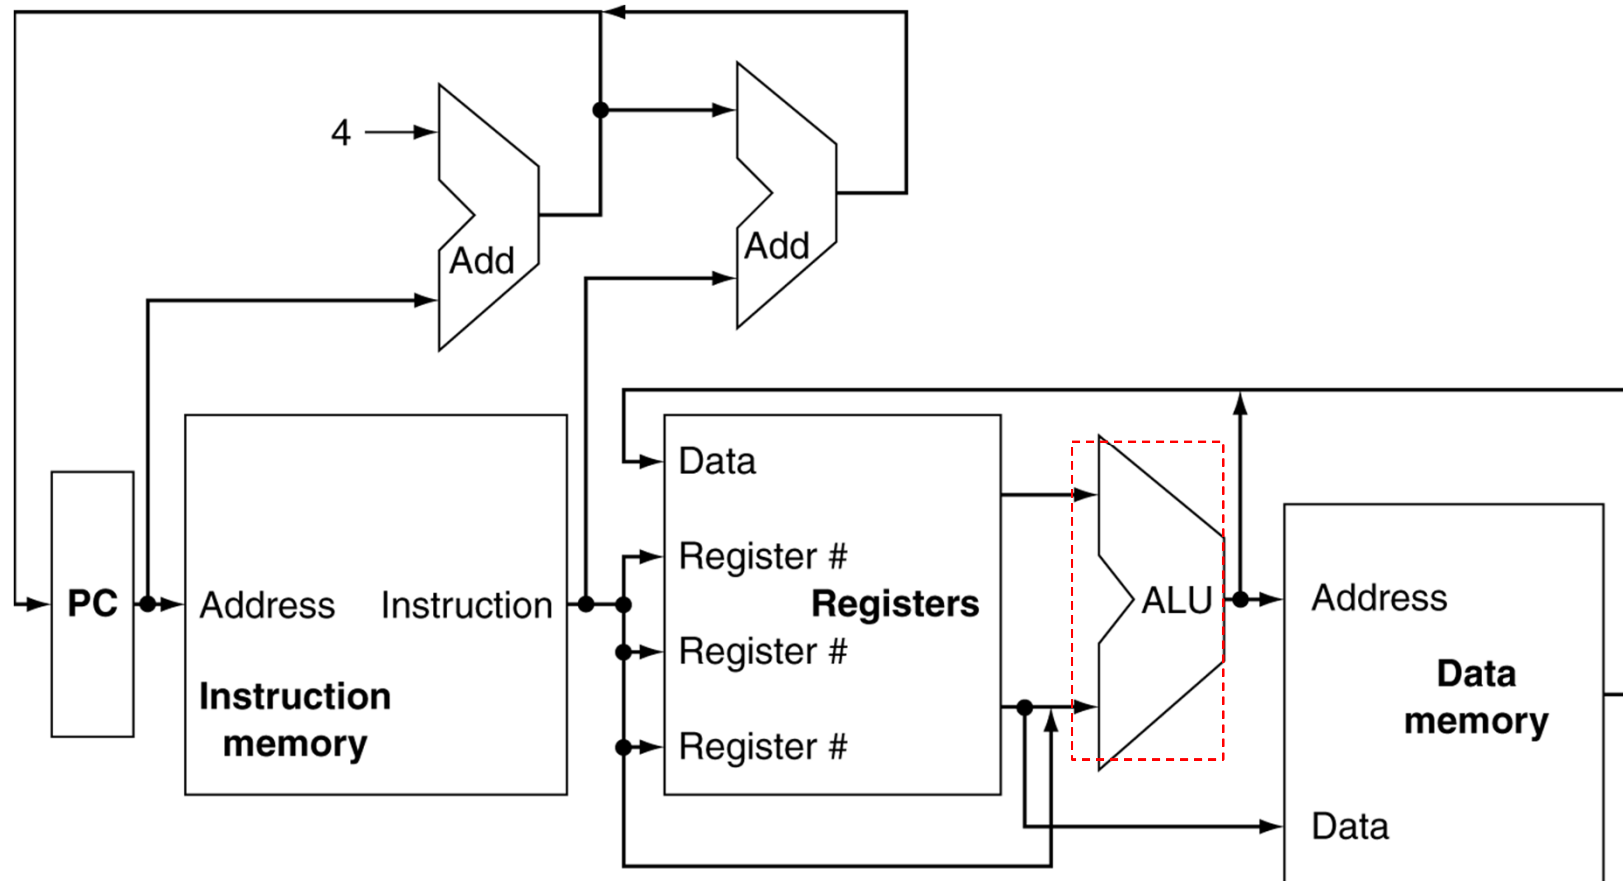 4
Add
Add
Data
Register #
Registers
Register #
Register #
PC
Address
Instruction
Instruction
memory
ALU
Address
Data
memory
Data